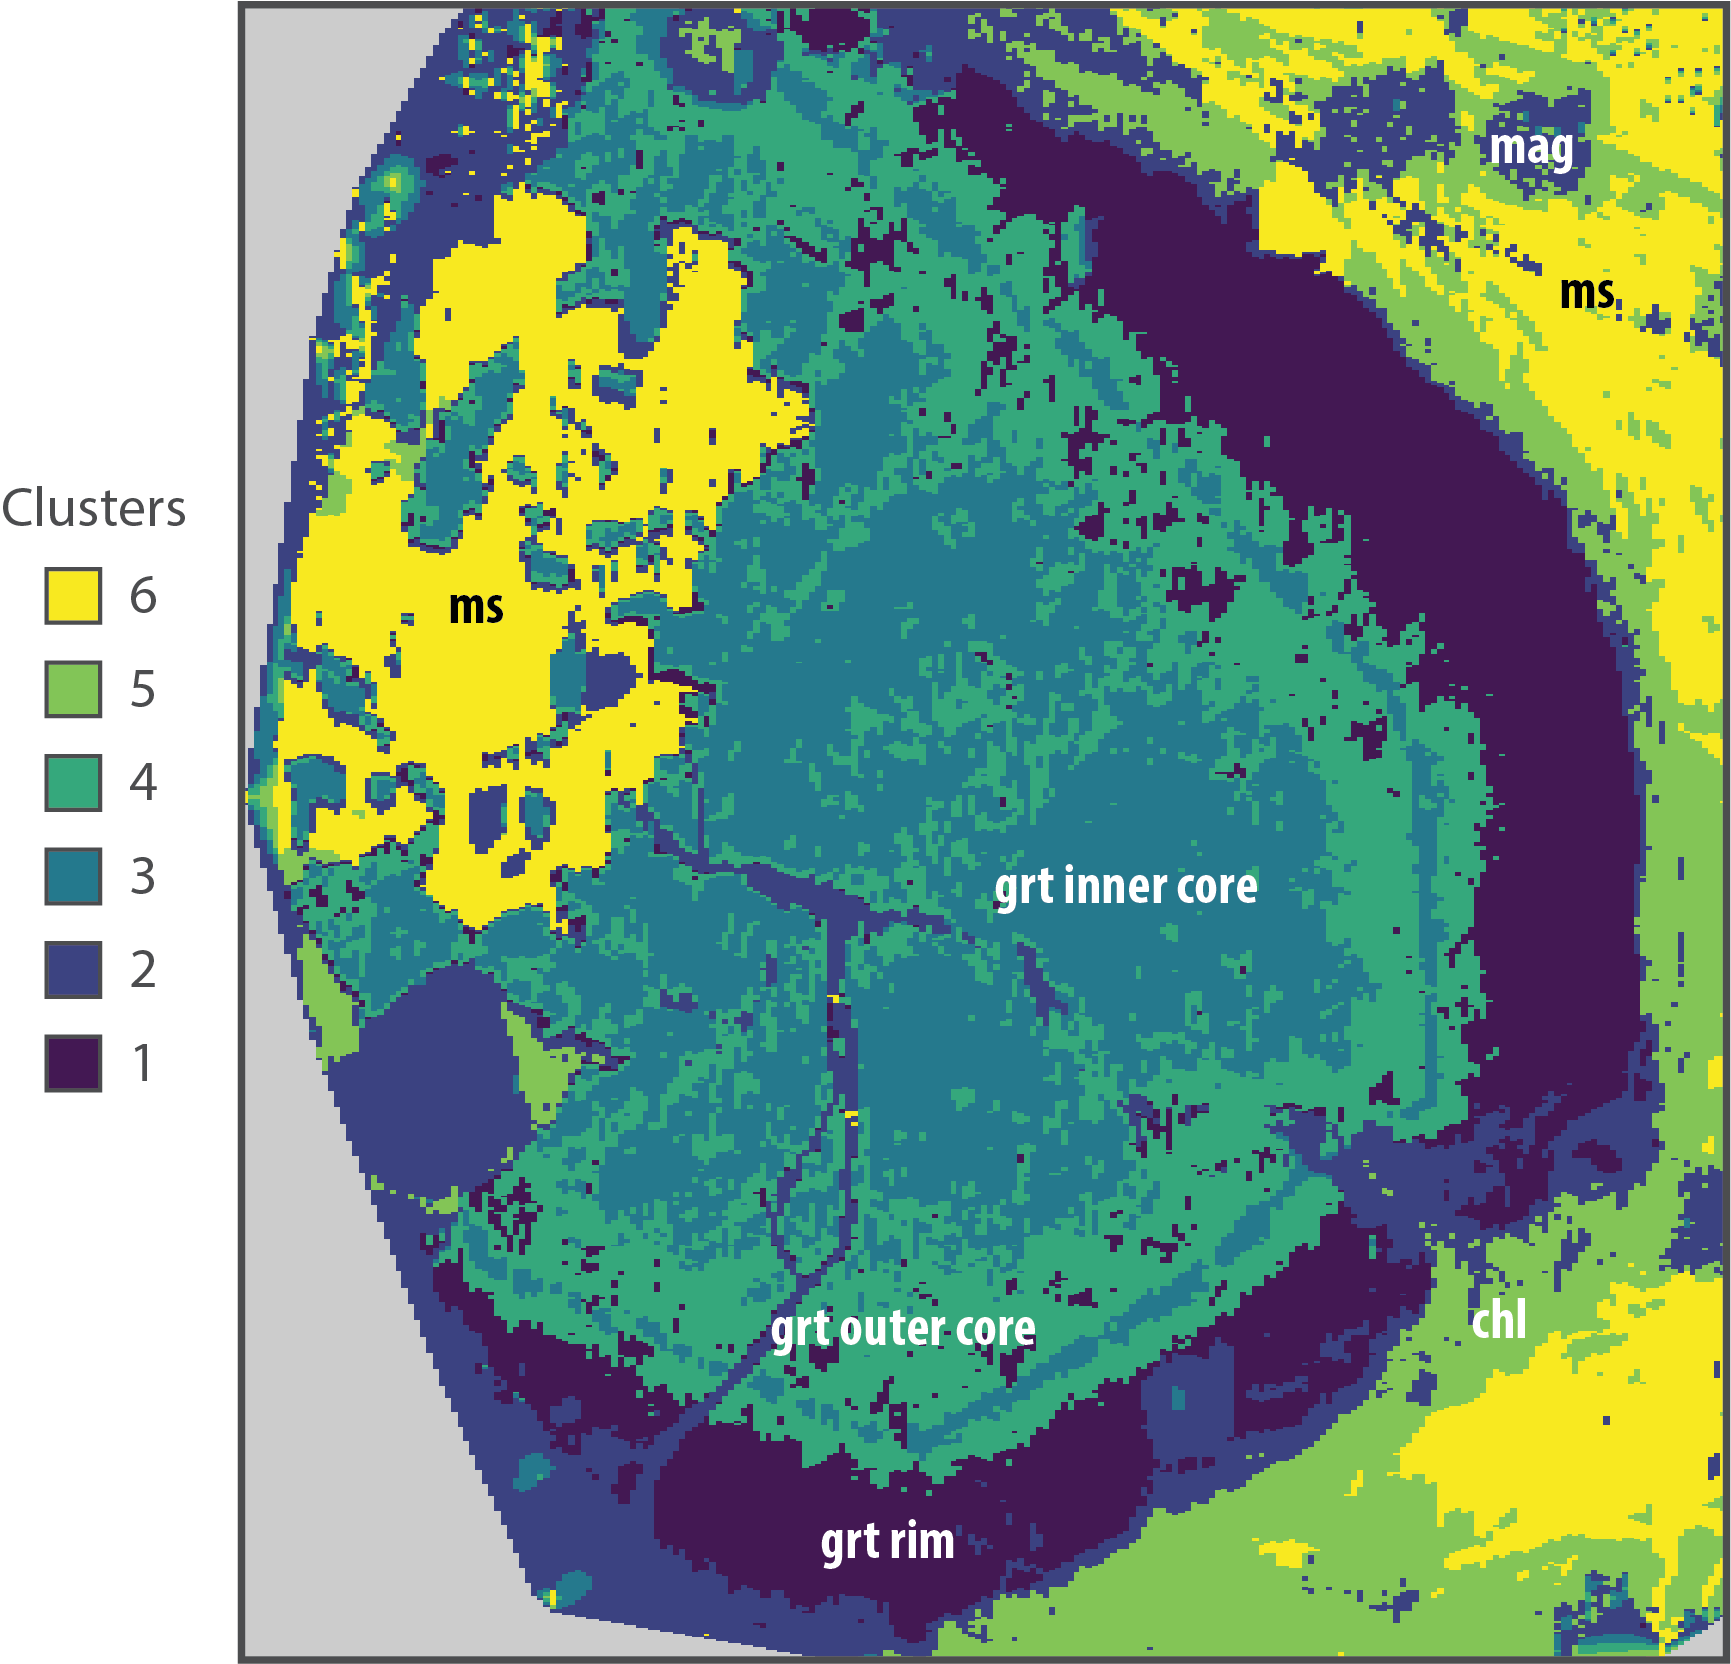 Clusters
6
5
4
3
2
1
mag
ms
ms
grt inner core
grt outer core
chl
grt rim